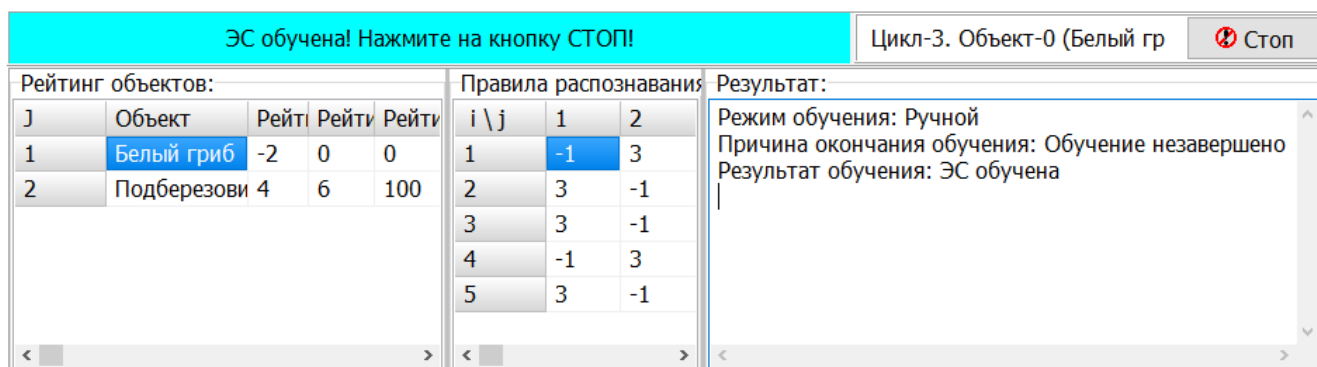 ЭС обучена! Нажмите на кнопку СТОП!
Цикл-3. Объект-0 (Белый гр
Стоп
Рейтинг объектов:
J Объект Рейти Рейти Рейти
1 Белый гриб -2 0 0
2 Подберезови 4 6 100
Правила распознавания
i \ j 1 2
1 -1 3
2 3 -1
3 3 -1
4 -1 3
5 3 -1
Результат:
Режим обучения: Ручной
Причина окончания обучения: Обучение незавершено
Результат обучения: ЭС обучена